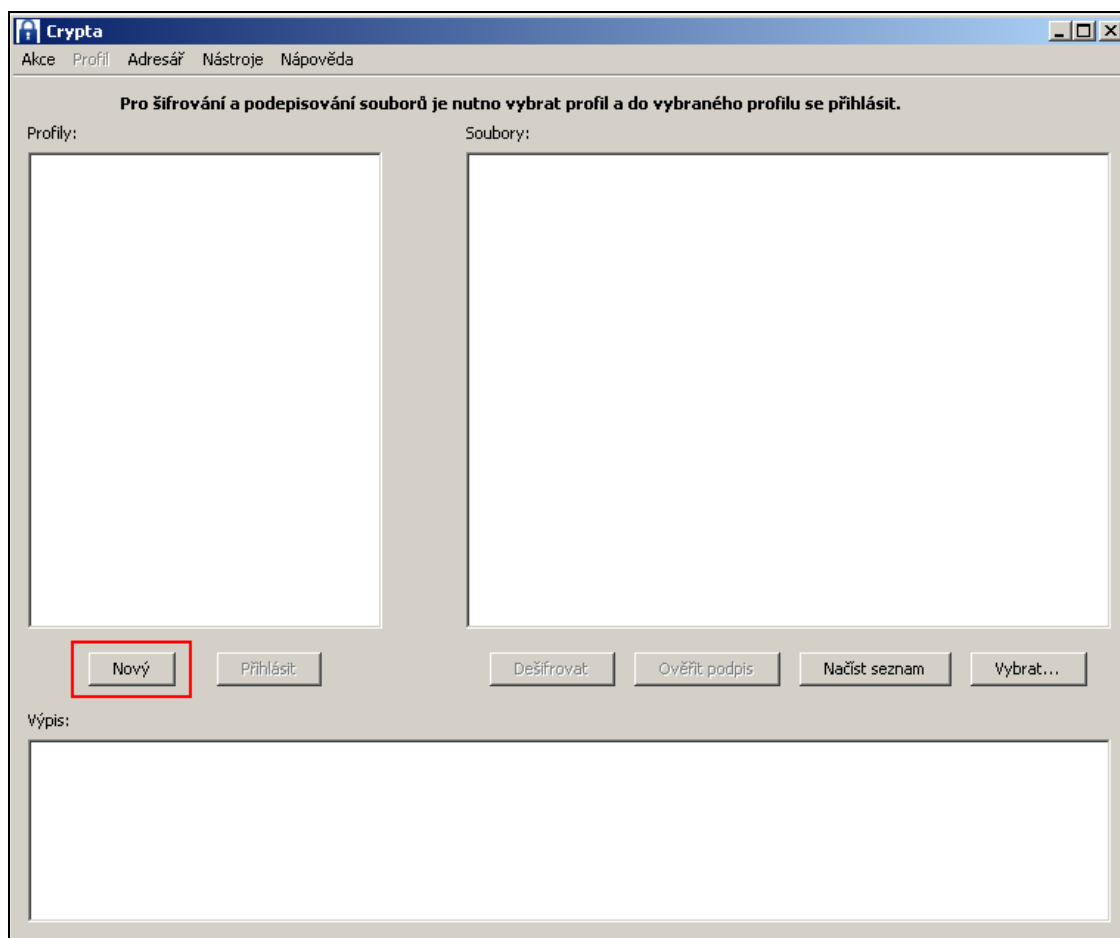 Crypta
Akce Profil Adresář Nástroje Nápověda
Pro šifrování a podepisování souborů je nutno vybrat profil a do vybraného profilu se přihlásit.
Profily: Soubory:
Nový Přihlásit Dešifrovat Ověřit podpis Načíst seznam Vybrat...
Výpis: